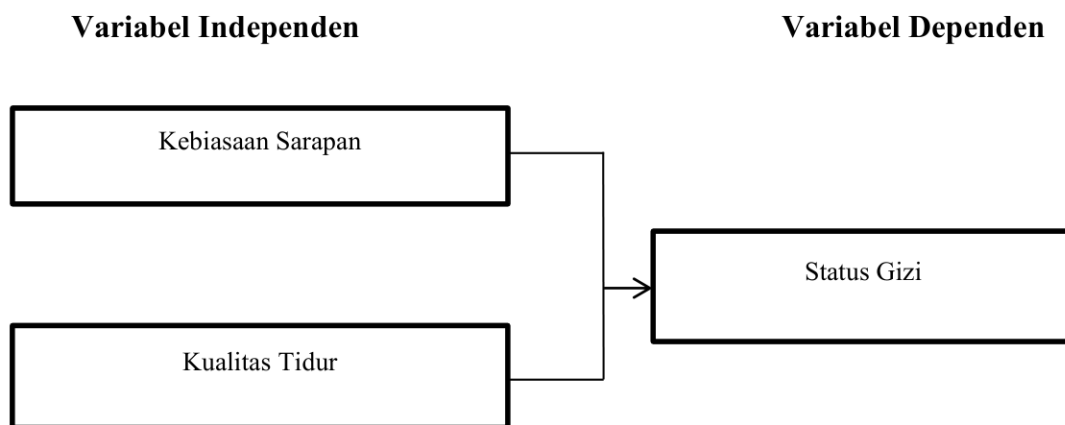 Variabel Independen
Variabel Dependen
Kebiasaan Sarapan
Status Gizi
Kualitas Tidur